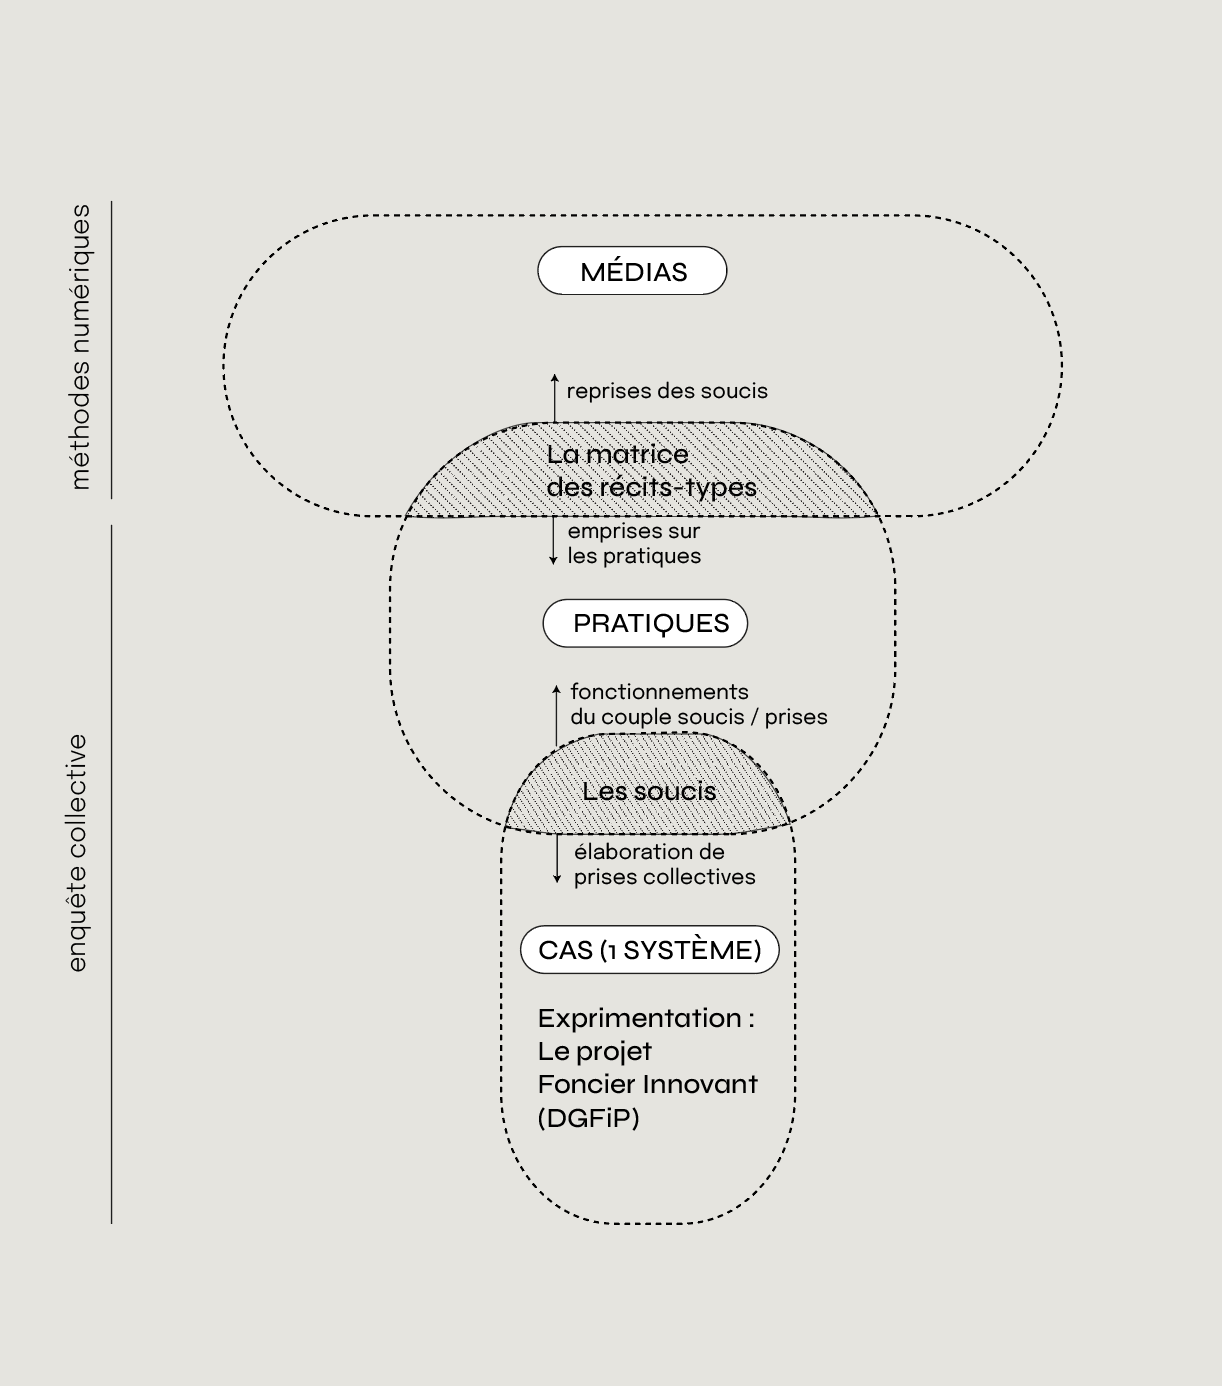 méthodes numériques
MÉDIAS
reprises des soucis
La matrice
des récits-types
emprises sur
les pratiques
PRATIQUES
fonctionnements
du couple soucis / prises
enquête collective
Les soucis
élaboration de
prises collectives
CAS (1 SYSTÈME)
Exprimentation :
Le projet
Foncier Innovant
(DGFiP)